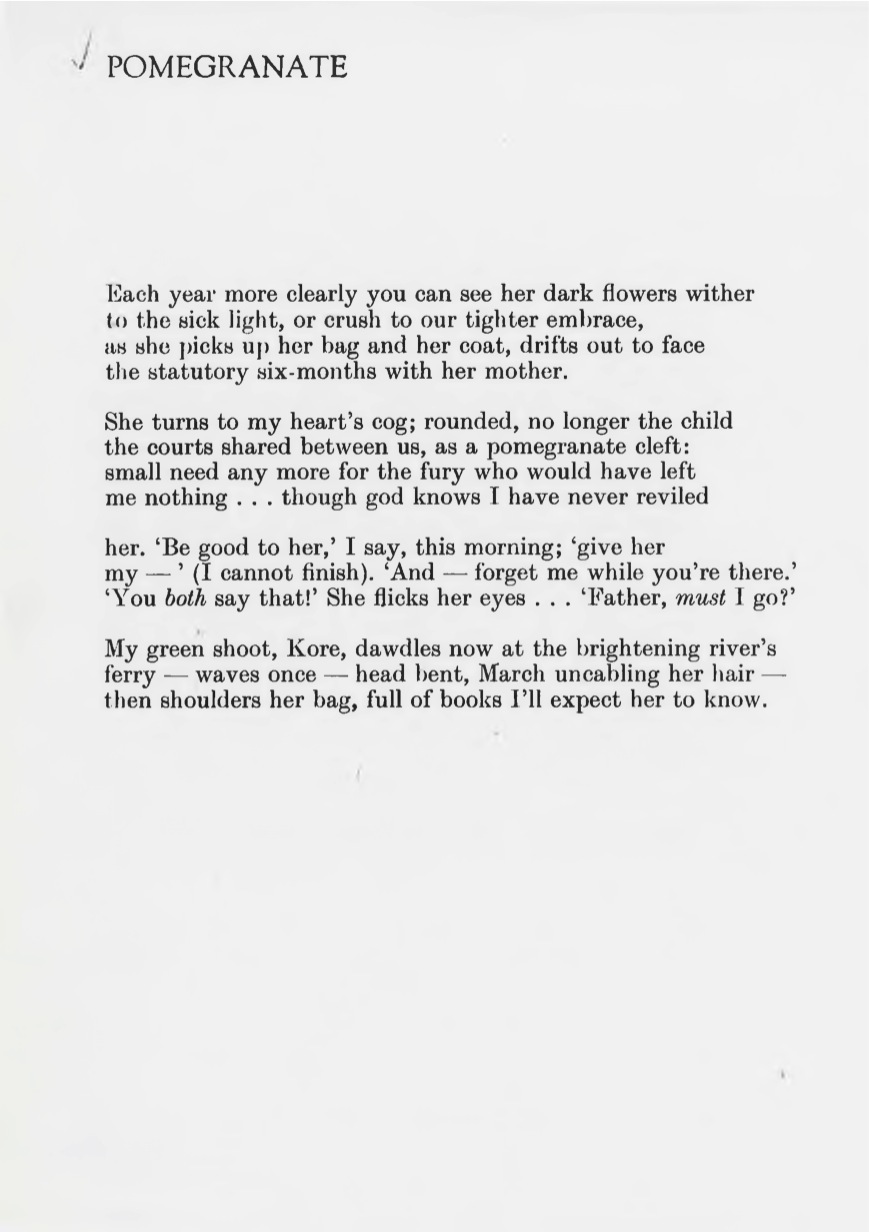 POMEGRANATE
Each year more clearly you can see her dark flowers wither
to the sick light, or crush to our tighter embrace,
as she picks up her bag and her coat, drifts out to face
the statutory six-months with her mother.
She turns to my heart’s cog; rounded, no longer the child
the courts shared between us, as a pomegranate cleft:
small need any more for the fury who would have left
me nothing . . . though god knows I have never reviled
her. ‘Be good to her,’ I say, this morning; ‘give her
my — ’ (I cannot finish). ‘And — forget me while you’re there.’
‘You both say that!’ She flicks her eyes . . . ‘Father, must I go?’
My green shoot, Kore, dawdles now at the brightening river’s
ferry — waves once — head bent, March uncabling her hair —
then shoulders her bag, full of books I’ll expect her to know.